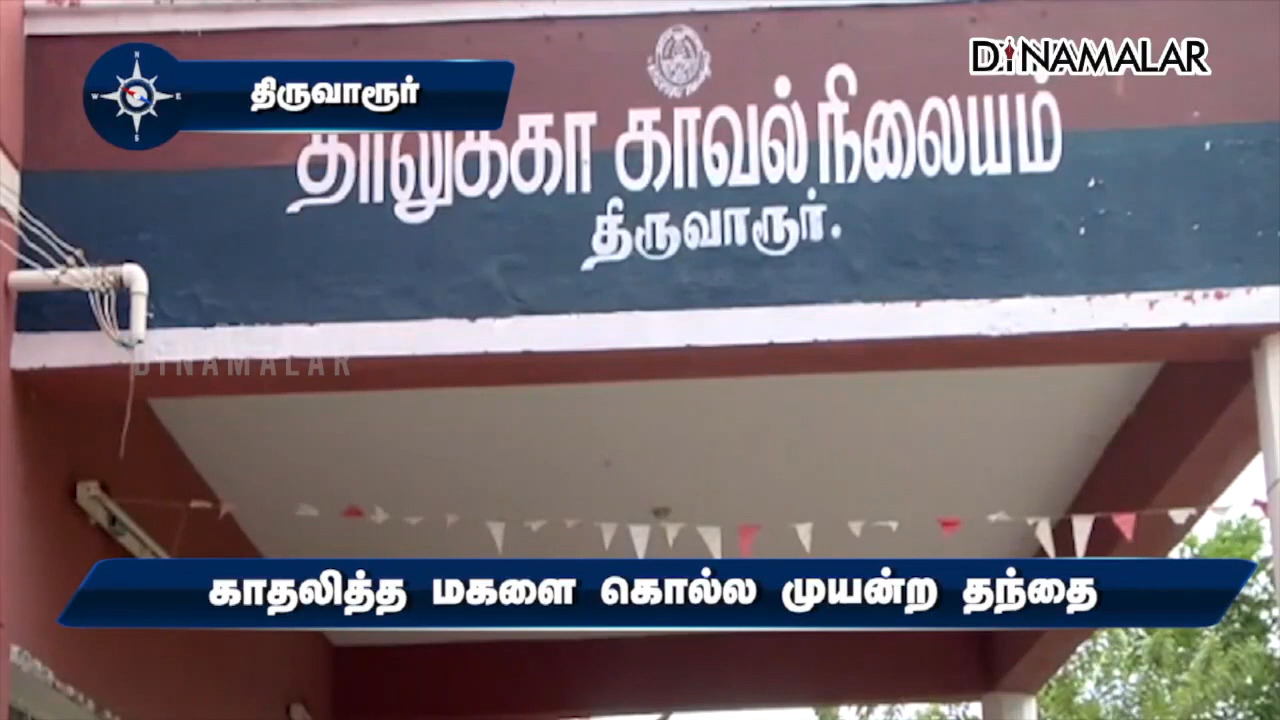 DINAMALAR
திருவாரூர்
N
W
E
S
தாலுக்கா காவல் நிலையம்
திருவாரூர்.
DINAMALAR
காதலித்த மகளை கொல்ல முயன்ற தந்தை